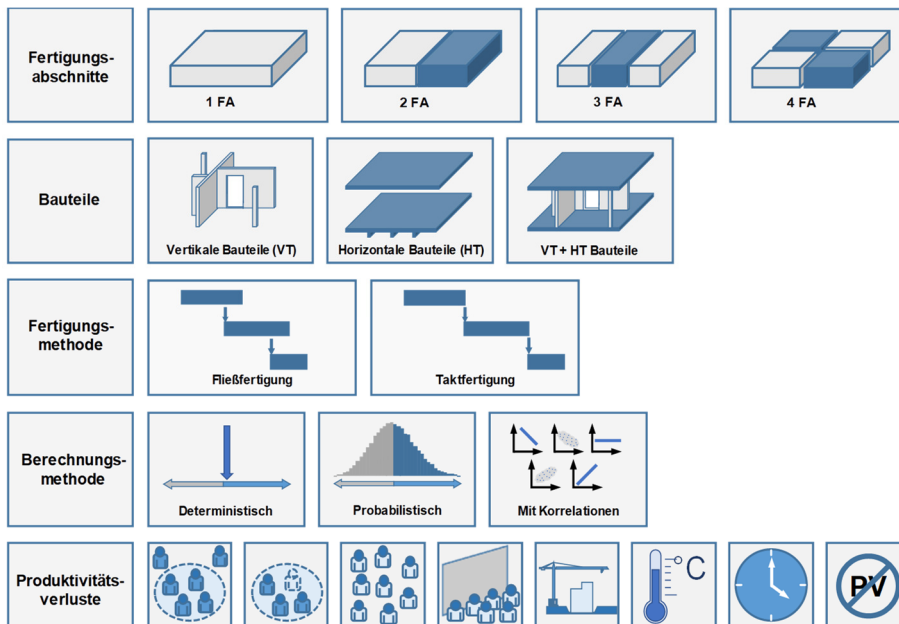 Fertigungs-
abschnitte
1 FA
2 FA
3 FA
4 FA
Bauteile
Vertikale Bauteile (VT)
Horizontale Bauteile (HT)
VT + HT Bauteile
Fertigungs-
methode
Fließfertigung
Taktfertigung
Berechnungs-
methode
Deterministisch
Probabilistisch
Mit Korrelationen
Produktivitäts-
verluste
°C
PV